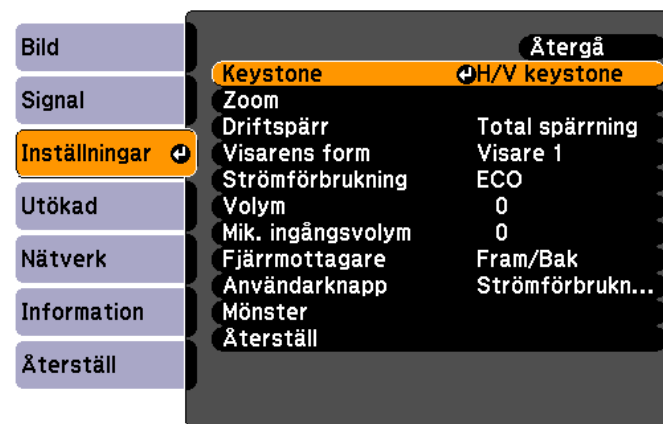 Bild
Signal
Inställningar
Utökad
Nätverk
Information
Återställ
Återgå
Keystone H/V keystone
Zoom
Driftspärr Total spärrning
Visarens form Visare 1
Strömförbrukning ECO
Volym 0
Mik. ingångsvolym 0
Fjärrmottagare Fram/Bak
Användarknapp Strömförbrukn...
Mönster
Återställ